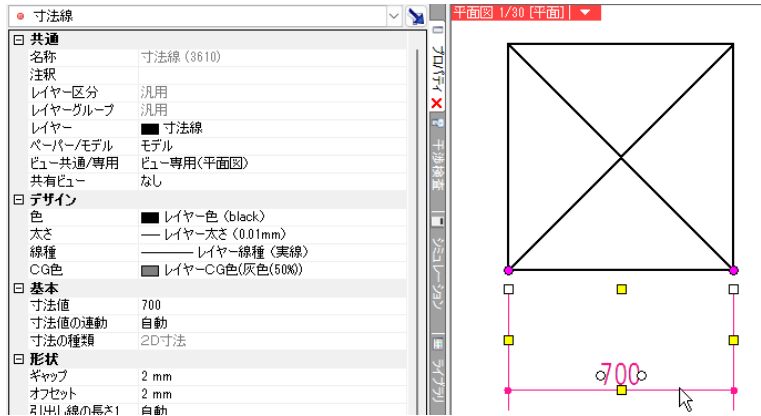 寸法線
共通
名称 寸法線 (3610)
注釈
レイヤー区分 汎用
レイヤーグループ 汎用
レイヤー 寸法線
ペーパー/モデル モデル
ビュー共通/専用 ビュー専用(平面図)
共有ビュー なし
デザイン
色 レイヤー色 (black)
太さ レイヤー太さ (0.01mm)
線種 レイヤー線種 (実線)
CG色 レイヤーCG色(灰色(50%))
基本
寸法値 700
寸法値の連動 自動
寸法の種類 2D寸法
形状
ギャップ 2 mm
オフセット 2 mm
引出し線の長さ1 自動
プロパティ
干渉検査
シミュレーション
ライブラリ
平面図 1/30 [平面]
700